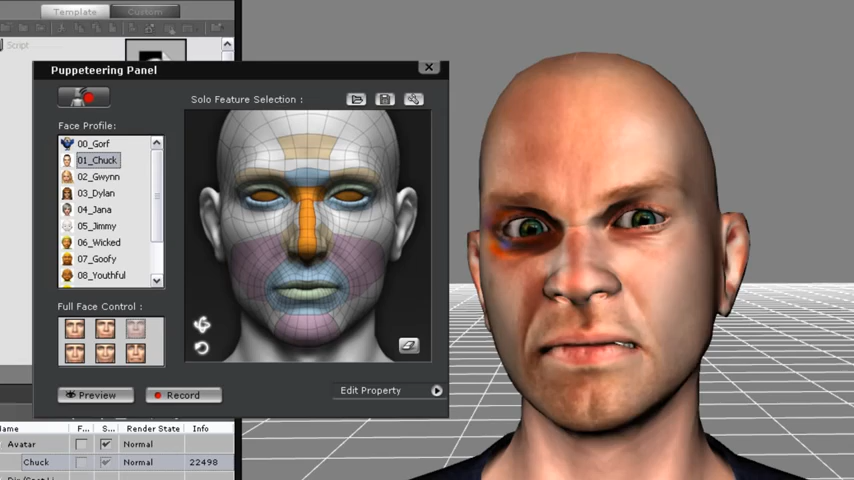 Template
Custom
Script
Puppeteering Panel
Solo Feature Selection :
Face Profile:
00_Gorf
01_Chuck
02_Gwynn
03_Dylan
04_Jana
05_Jimmy
06_Wicked
07_Goofy
08_Youthful
Full Face Control :
Preview
Record
Edit Property
Name F... S... Render State Info
Avatar Normal
Chuck Normal 22498